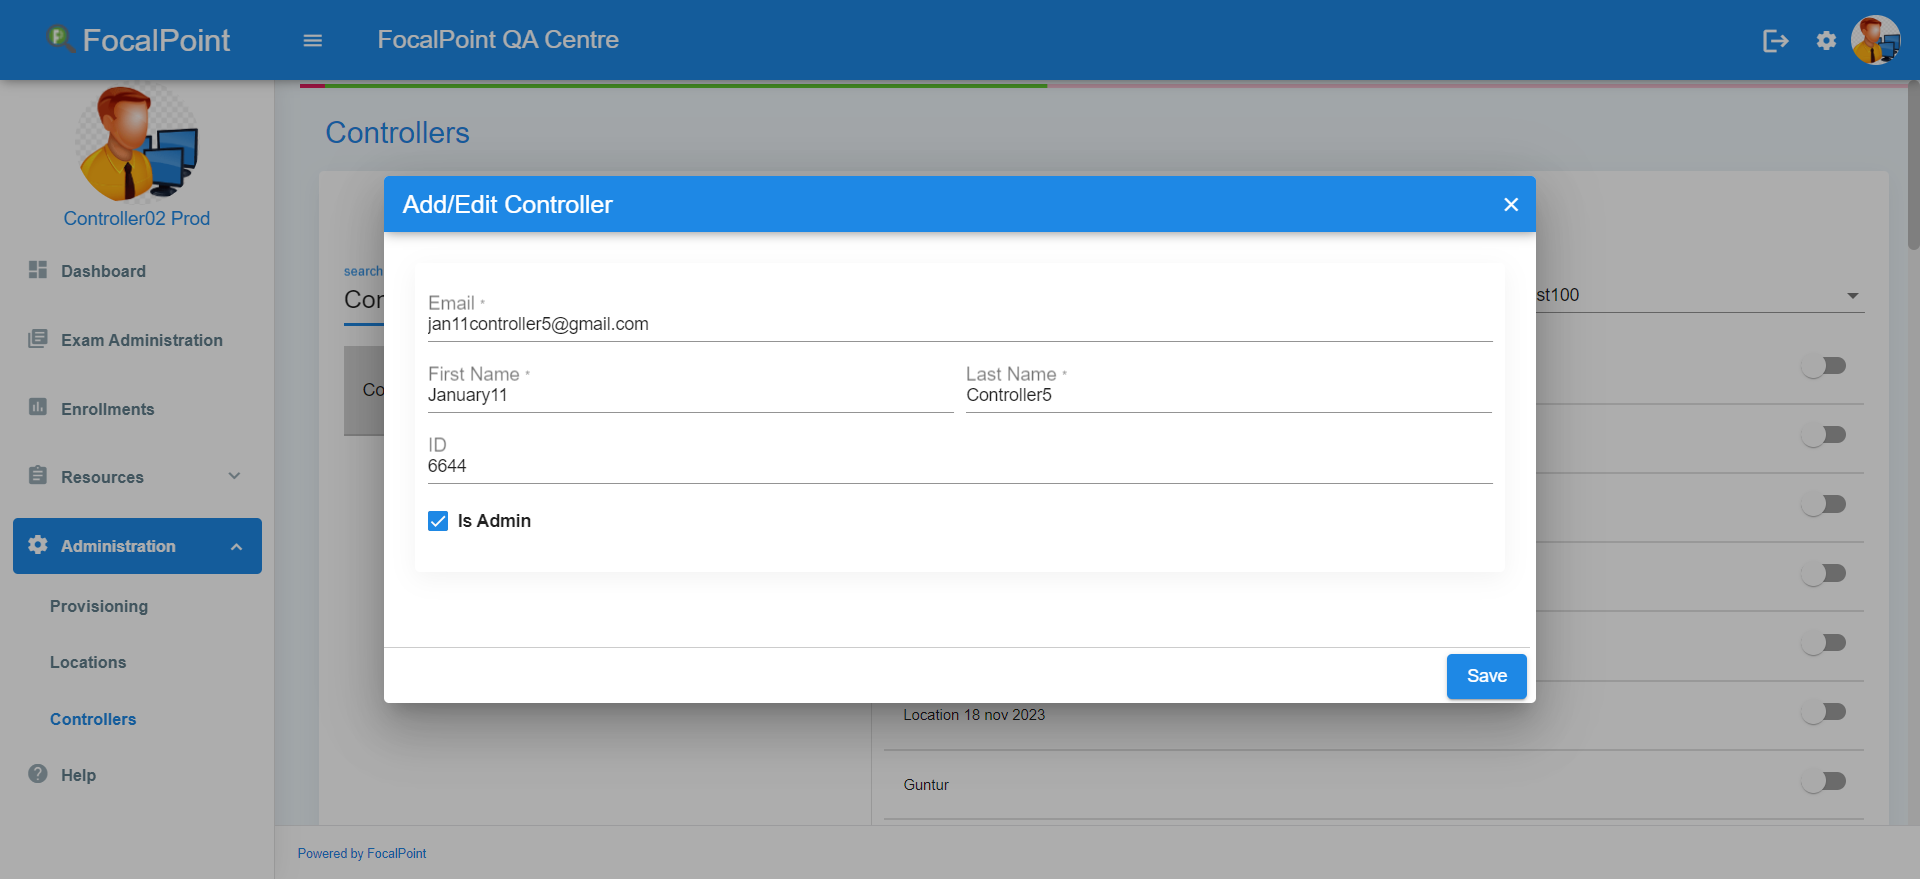 FocalPoint
FocalPoint QA Centre
Controller02 Prod
Dashboard
Exam Administration
Enrollments
Resources
Administration
Provisioning
Locations
Controllers
Help
Controllers
search
Add/Edit Controller
Email *
jan11controller5@gmail.com
First Name *
January11
Last Name *
Controller5
ID
6644
Is Admin
Save
st100
Location 18 nov 2023
Guntur
Powered by FocalPoint